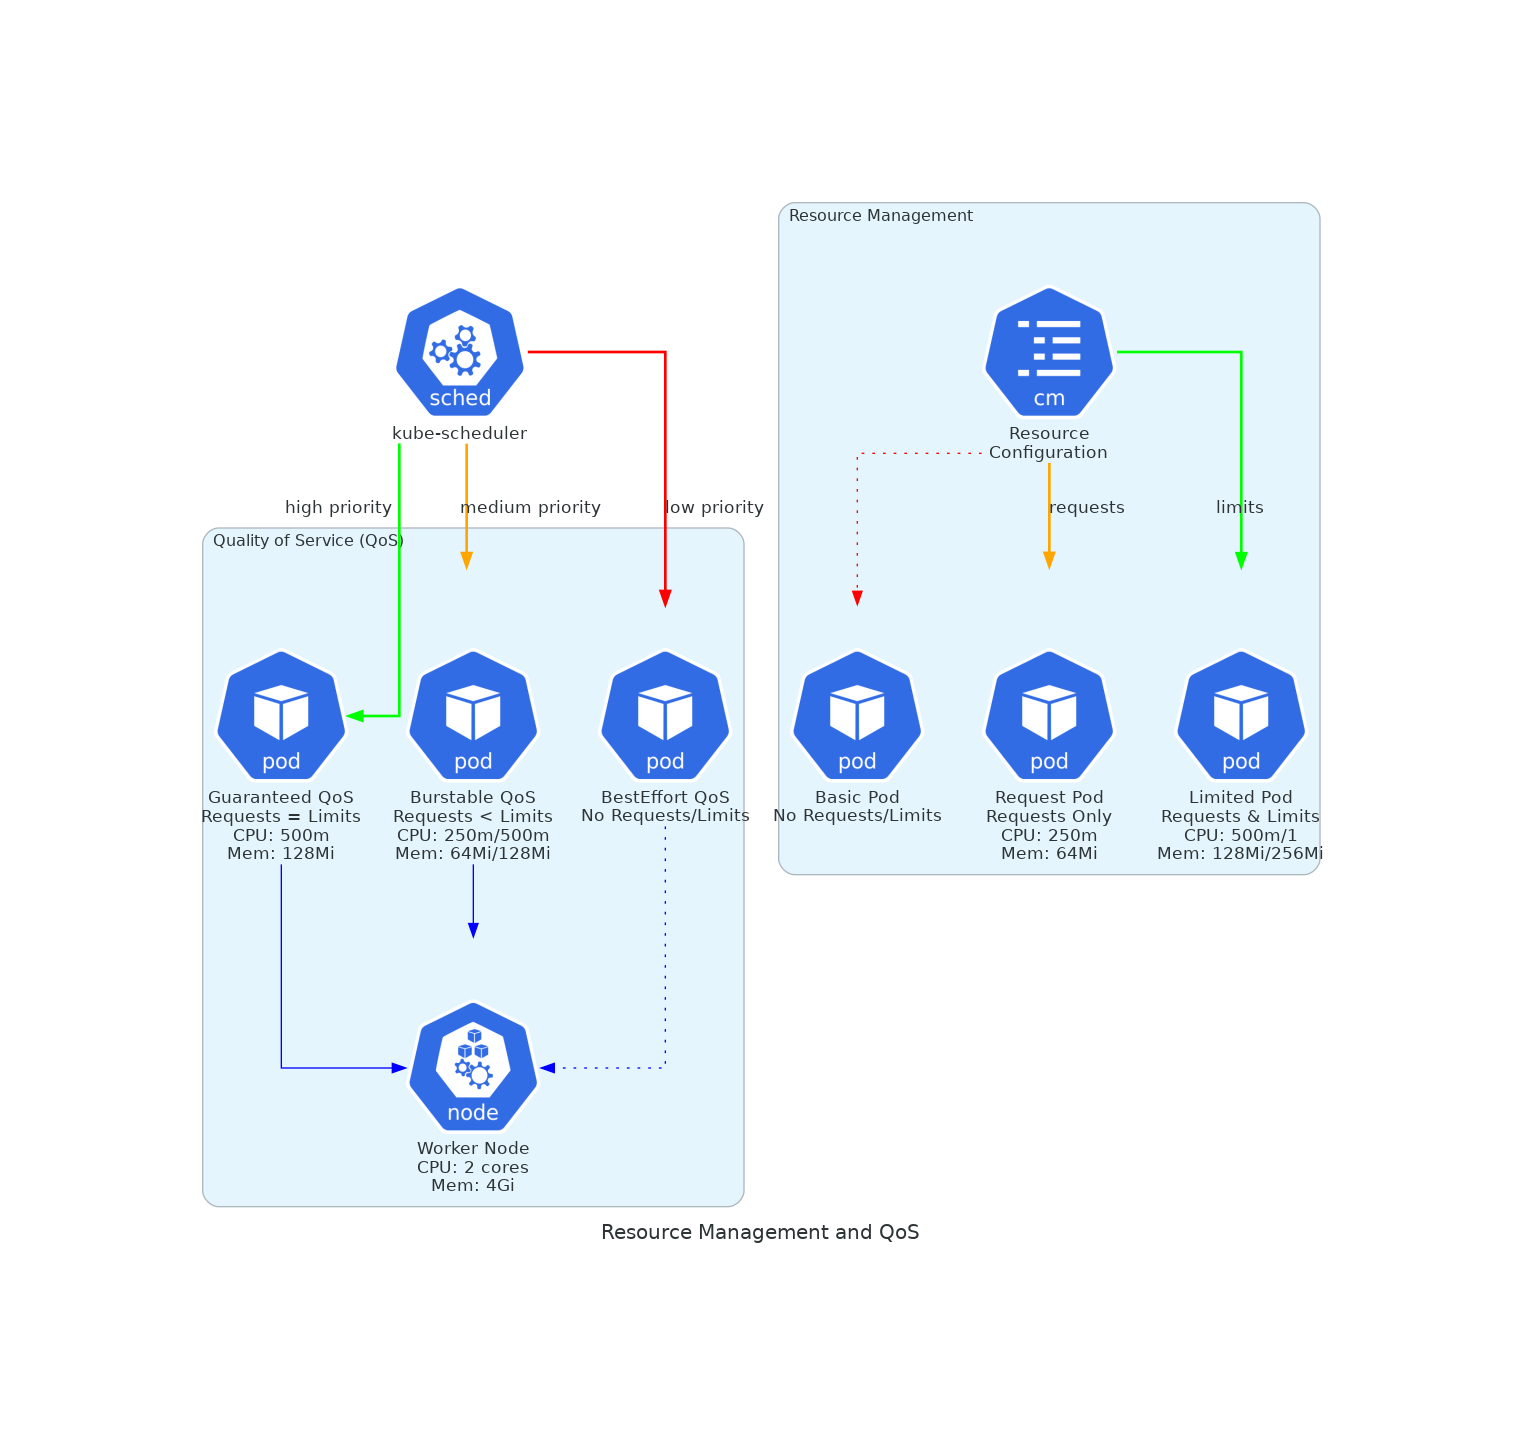 Resource Management
sched
kube-scheduler
cm
Resource
Configuration
high priority
medium priority
low priority
requests
limits
Quality of Service (QoS)
pod
Guaranteed QoS
Requests = Limits
CPU: 500m
Mem: 128Mi
pod
Burstable QoS
Requests < Limits
CPU: 250m/500m
Mem: 64Mi/128Mi
pod
BestEffort QoS
No Requests/Limits
pod
Basic Pod
No Requests/Limits
pod
Request Pod
Requests Only
CPU: 250m
Mem: 64Mi
pod
Limited Pod
Requests & Limits
CPU: 500m/1
Mem: 128Mi/256Mi
node
Worker Node
CPU: 2 cores
Mem: 4Gi
Resource Management and QoS